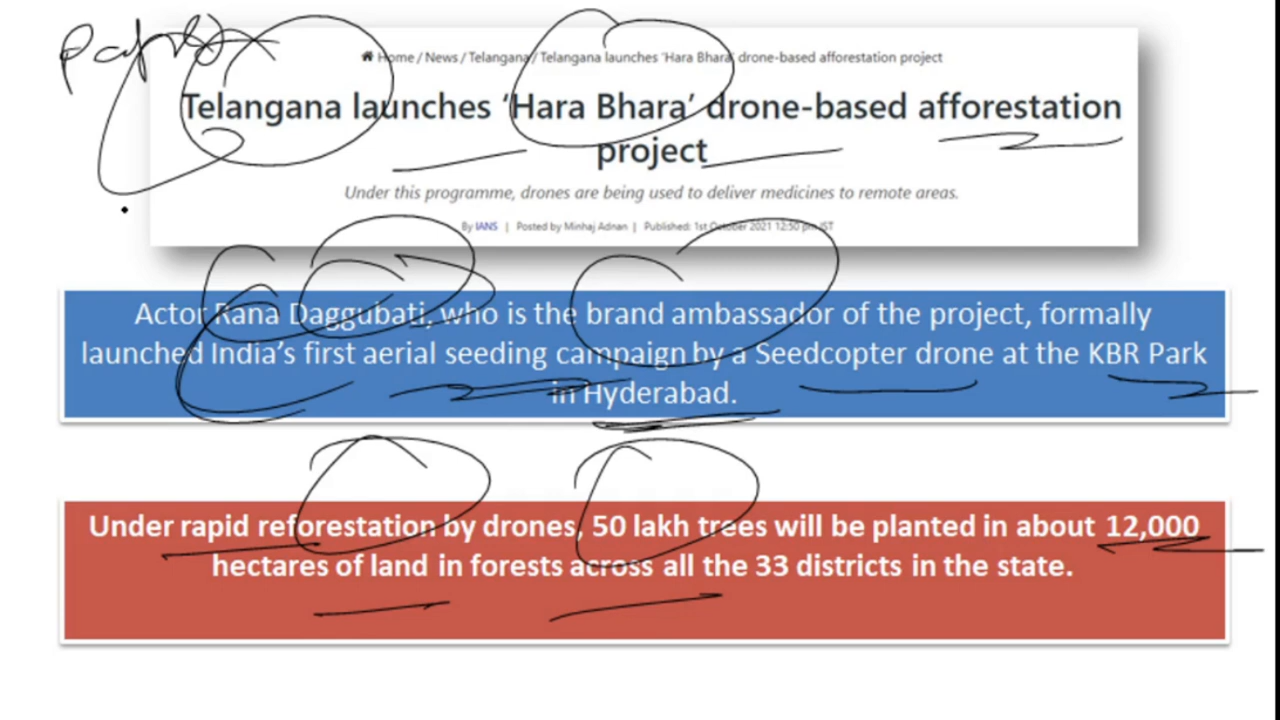 Home / News / Telangana / Telangana launches 'Hara Bhara' drone-based afforestation project
Telangana launches 'Hara Bhara' drone-based afforestation
project
Under this programme, drones are being used to deliver medicines to remote areas.
By IANS | Posted by Minhaj Adnan | Published: 1st October 2021 12:50 pm IST
Actor Rana Daggubati, who is the brand ambassador of the project, formally
launched India's first aerial seeding campaign by a Seedcopter drone at the KBR Park
in Hyderabad.
Under rapid reforestation by drones, 50 lakh trees will be planted in about 12,000
hectares of land in forests across all the 33 districts in the state.